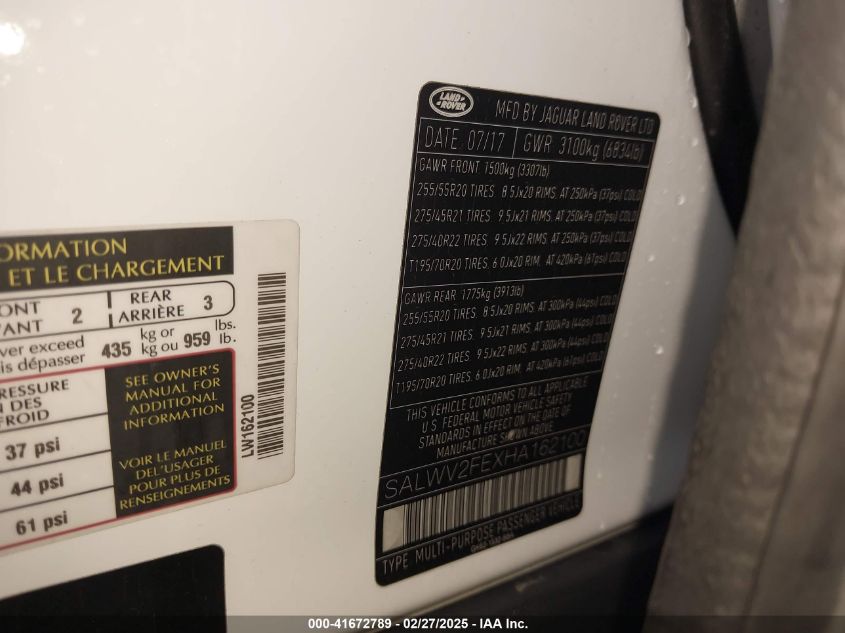 ORMATION
ET LE CHARGEMENT
ONT
VANT 2
REAR
ARRIÈRE 3
ver exceed
is dépasser 435 kg or
kg ou 959 lbs.
lb.
RESSURE
N DES
FROID
37 psi
44 psi
61 psi
SEE OWNER'S
MANUAL FOR
ADDITIONAL
INFORMATION
VOIR LE MANUEL
DEL'USAGER
POUR PLUS DE
RENSEIGNEMENTS
LW162100
LAND ROVER
MFD BY JAGUAR LAND ROVER LTD
DATE 07/17 GWR 3100kg (6834lb)
GAWR FRONT 1500kg (3307lb)
255/55R20 TIRES. 8.5Jx20 RIMS. AT 250kPa (37psi) COLD
275/45R21 TIRES. 9.5Jx21 RIMS. AT 250kPa (37psi) COLD
275/40R22 TIRES. 9.5Jx22 RIMS. AT 250kPa (37psi) COLD
T195/70R20 TIRES. 6.0Jx20 RIM. AT 420kPa (61psi) COLD
GAWR REAR 1775kg (3913lb)
255/55R20 TIRES. 8.5Jx20 RIMS. AT 300kPa (44psi) COLD
275/45R21 TIRES. 9.5Jx21 RIMS. AT 300kPa (44psi) COLD
275/40R22 TIRES. 9.5Jx22 RIMS. AT 300kPa (44psi) COLD
T195/70R20 TIRES. 6.0Jx20 RIM. AT 420kPa (61psi) COLD
THIS VEHICLE CONFORMS TO ALL APPLICABLE
U.S. FEDERAL MOTOR VEHICLE SAFETY
STANDARDS IN EFFECT ON THE DATE OF
MANUFACTURE SHOWN ABOVE.
SALWV2FEXHA162100
TYPE MULTI-PURPOSE PASSENGER VEHICLE
000-41672789 - 02/27/2025 - IAA Inc.